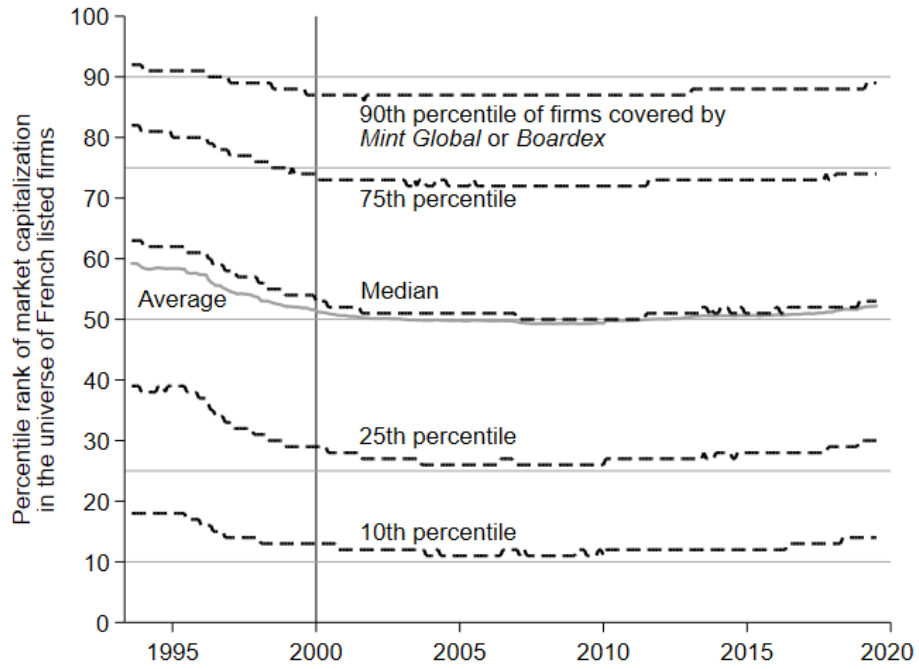 Percentile rank of market capitalization
in the universe of French listed firms
100
90
80
70
60
50
40
30
20
10
0
90th percentile of firms covered by
Mint Global or Boardex
75th percentile
Average
Median
25th percentile
10th percentile
1995
2000
2005
2010
2015
2020